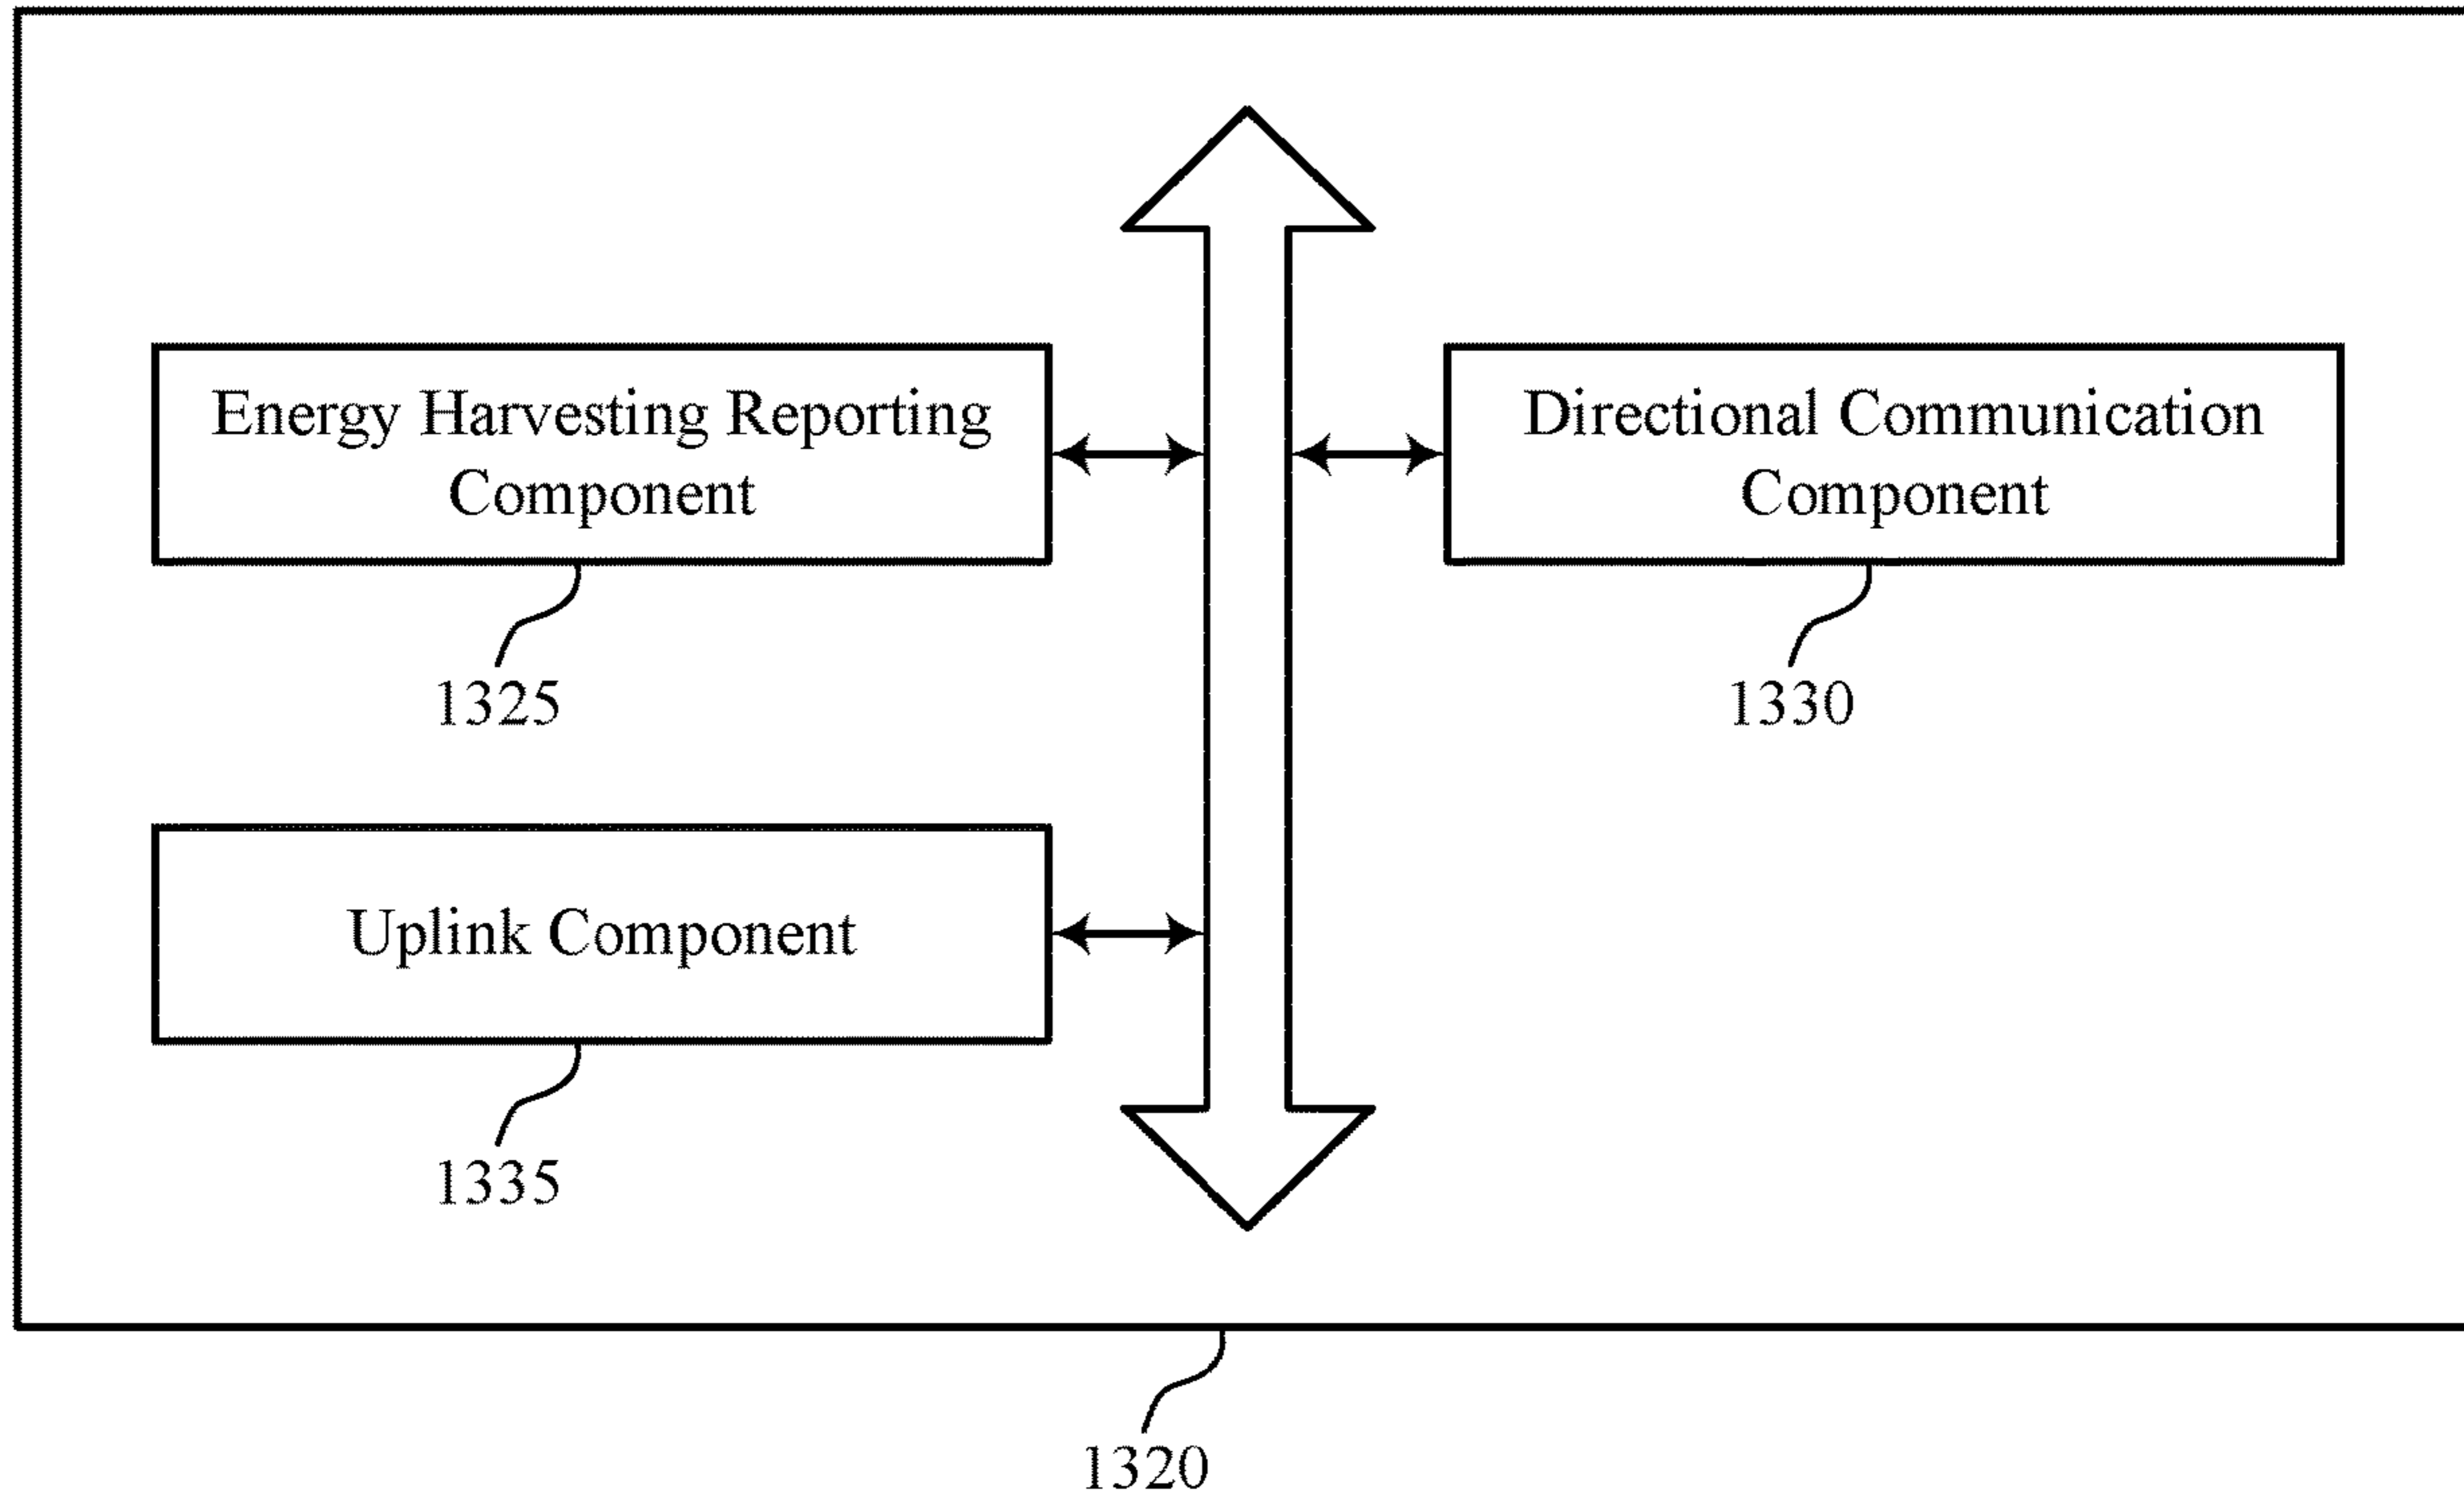 Energy Harvesting Reporting
Component
1325
Directional Communication
Component
1330
Uplink Component
1335
1320